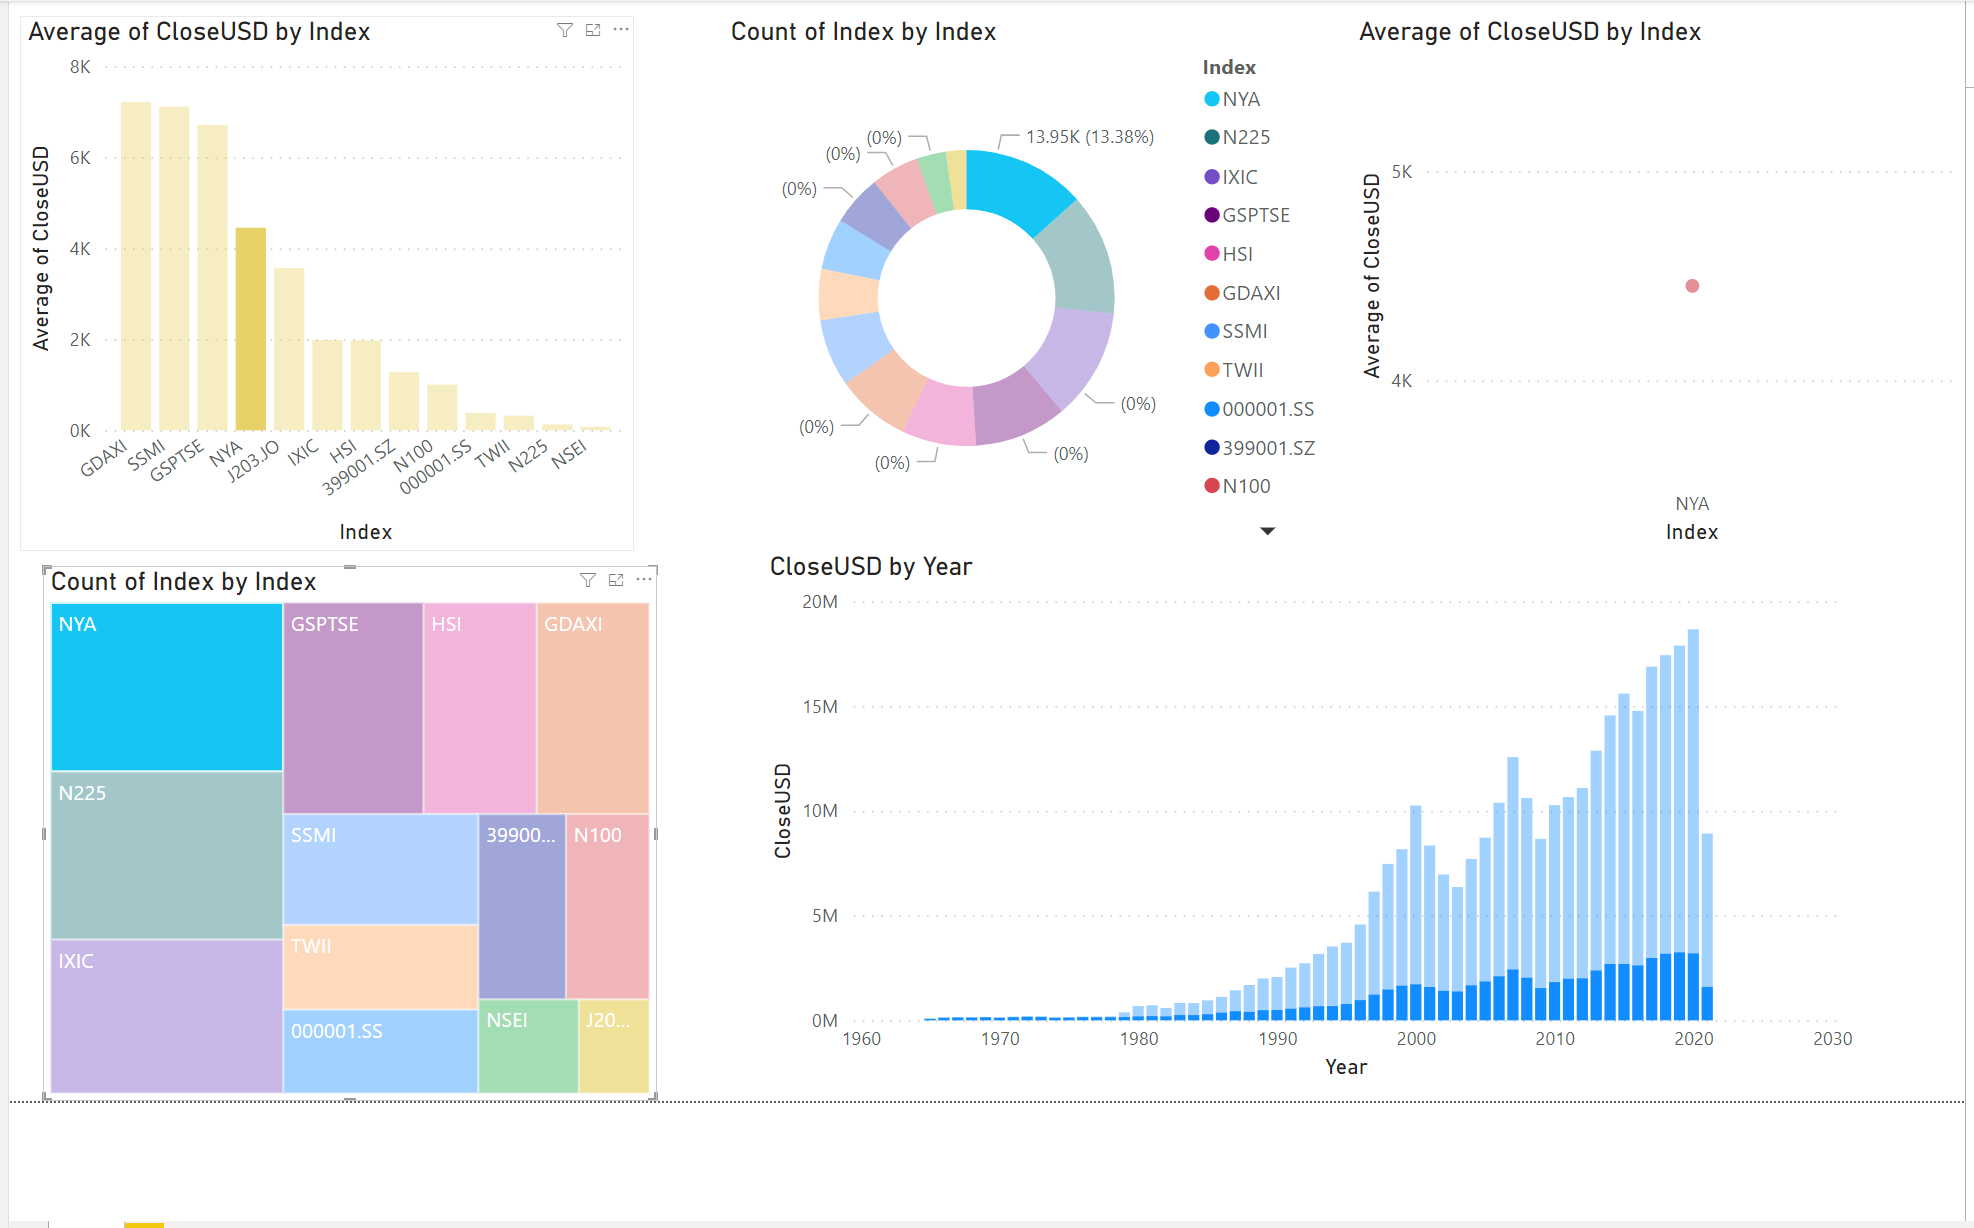 Average of CloseUSD by Index
8K
6K
4K
2K
0K
Average of CloseUSD
GDAXI
SSMI
GSPTSE
NYA
J203.JO
IXIC
HSI
399001.SZ
N100
000001.SS
TWII
N225
NSEI
Index
Count of Index by Index
13.95K (13.38%)
(0%)
(0%)
(0%)
(0%)
(0%)
(0%)
(0%)
Index
NYA
N225
IXIC
GSPTSE
HSI
GDAXI
SSMI
TWII
000001.SS
399001.SZ
N100
Average of CloseUSD by Index
5K
4K
Average of CloseUSD
NYA
Index
Count of Index by Index
NYA
N225
IXIC
GSPTSE
HSI
GDAXI
SSMI
TWII
000001.SS
39900...
N100
NSEI
J20...
CloseUSD by Year
20M
15M
10M
5M
0M
CloseUSD
1960
1970
1980
1990
2000
2010
2020
2030
Year